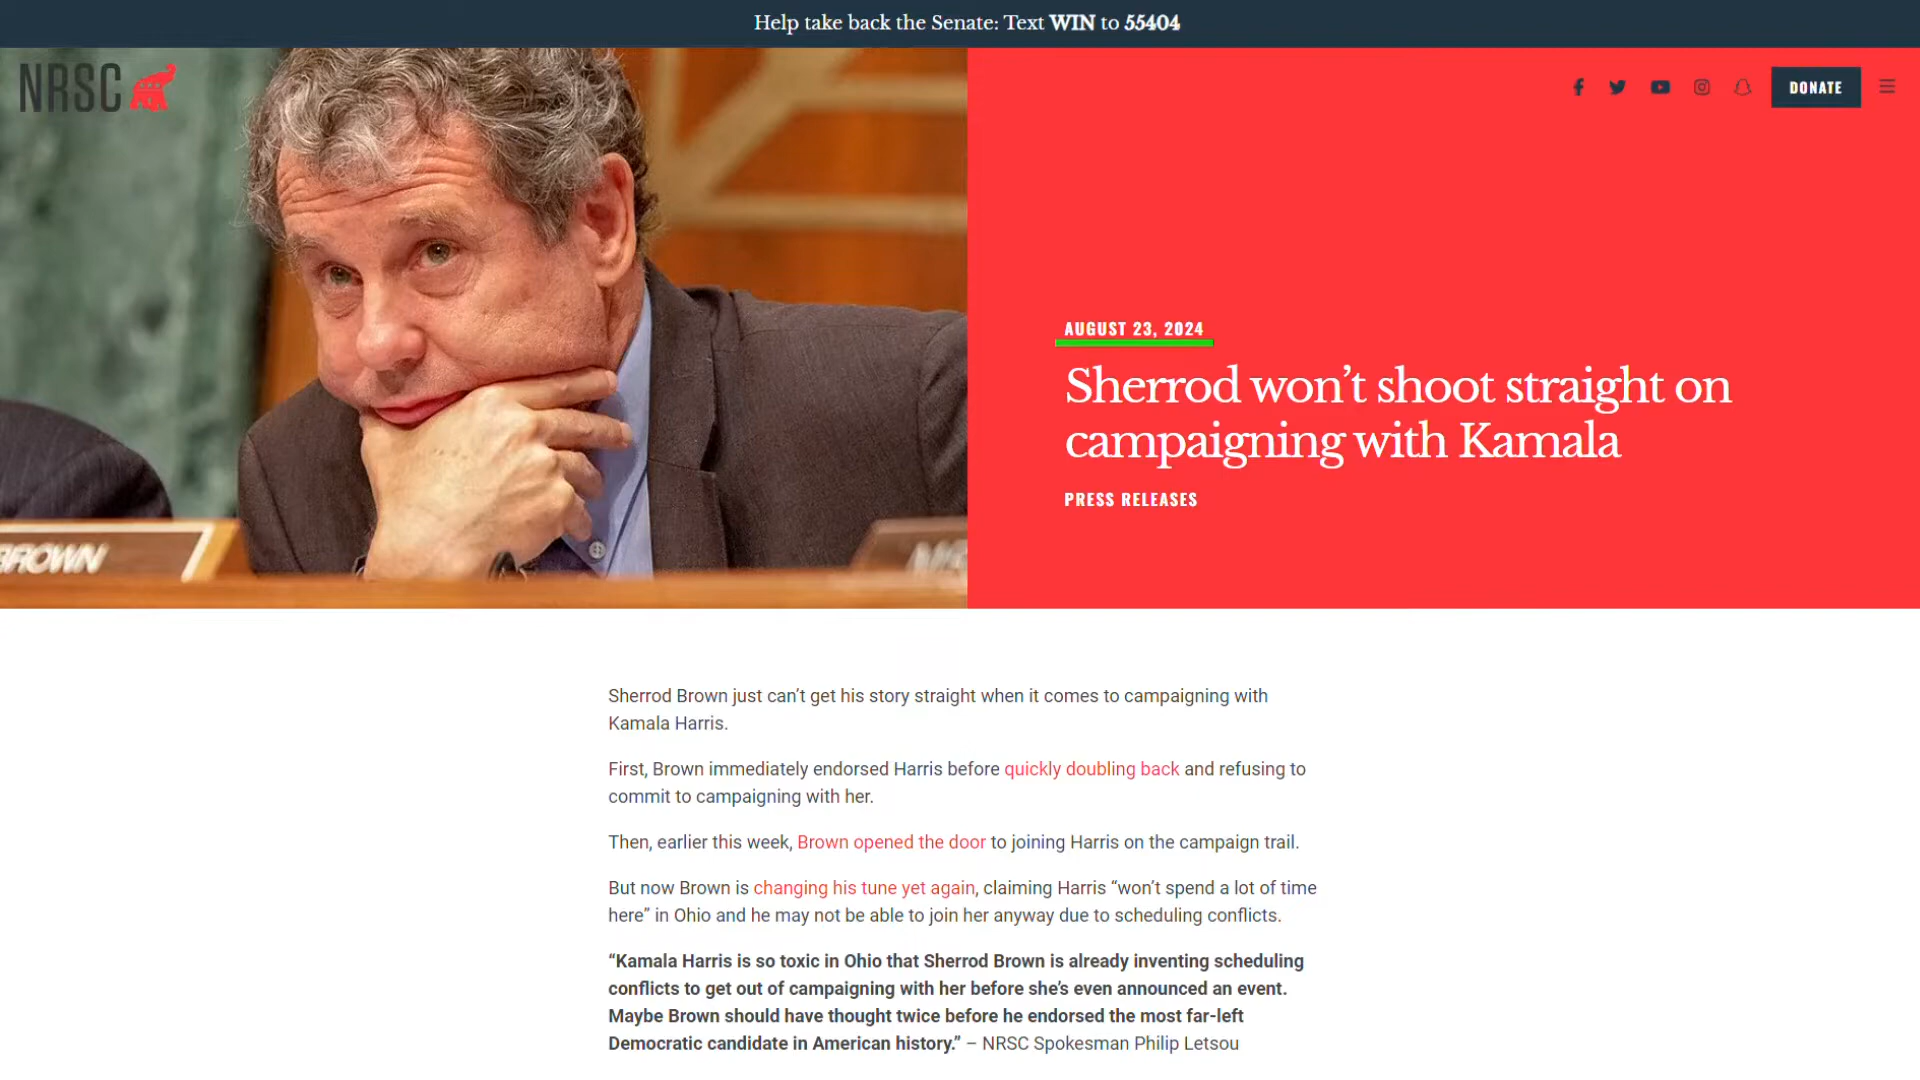 Help take back the Senate: Text WIN to 55404
NRSC
DONATE
AUGUST 23, 2024
Sherrod won’t shoot straight on
campaigning with Kamala
PRESS RELEASES
BROWN
Sherrod Brown just can’t get his story straight when it comes to campaigning with
Kamala Harris.
First, Brown immediately endorsed Harris before quickly doubling back and refusing to
commit to campaigning with her.
Then, earlier this week, Brown opened the door to joining Harris on the campaign trail.
But now Brown is changing his tune yet again, claiming Harris “won’t spend a lot of time
here” in Ohio and he may not be able to join her anyway due to scheduling conflicts.
“Kamala Harris is so toxic in Ohio that Sherrod Brown is already inventing scheduling
conflicts to get out of campaigning with her before she’s even announced an event.
Maybe Brown should have thought twice before he endorsed the most far-left
Democratic candidate in American history.” – NRSC Spokesman Philip Letsou